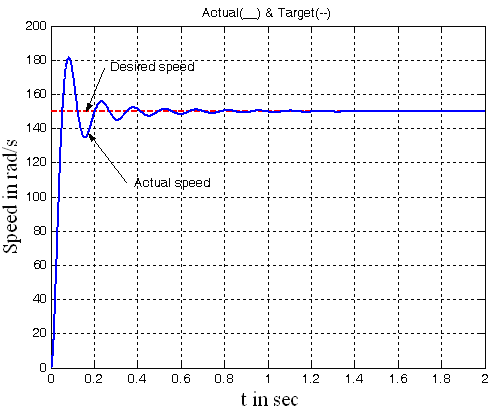 Actual(__) & Target(--)
200
180
160
140
120
100
80
60
40
20
0
Speed in rad/s
Desired speed
Actual speed
0 0.2 0.4 0.6 0.8 1 1.2 1.4 1.6 1.8 2
t in sec